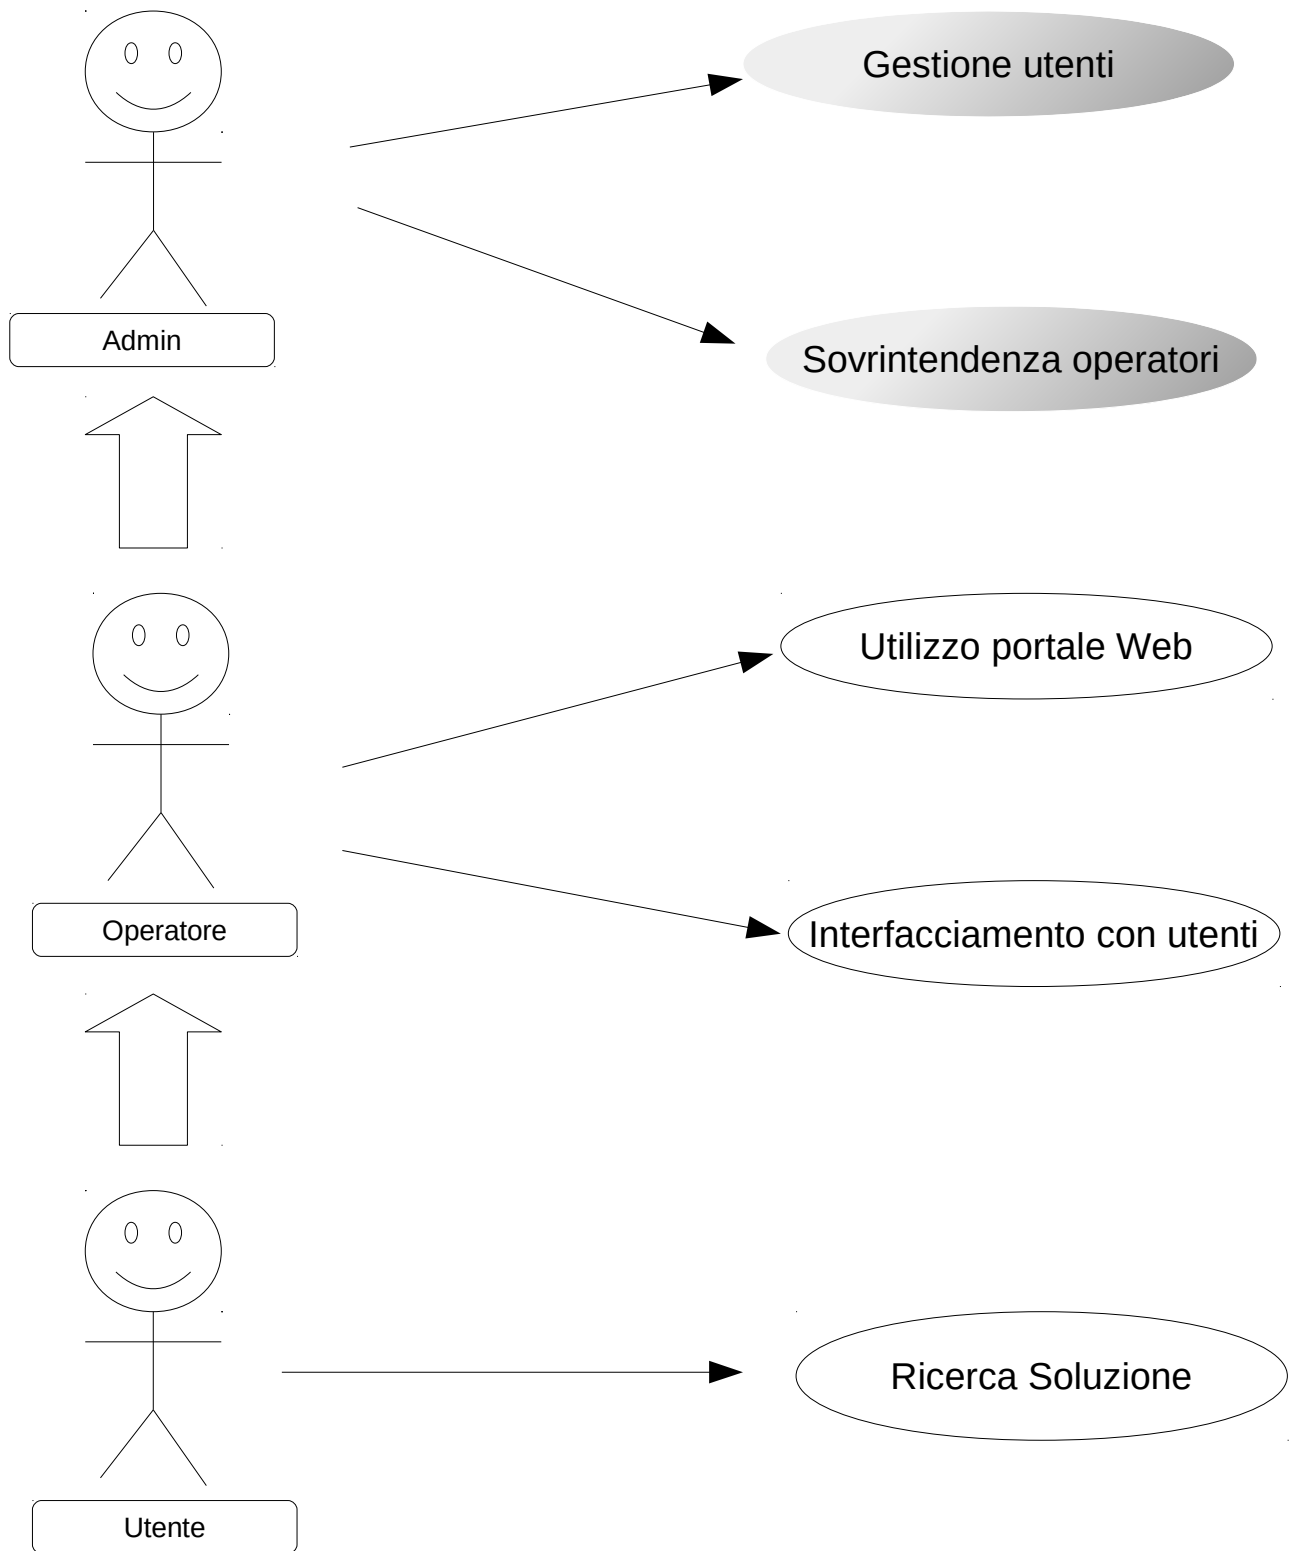 Gestione utenti
Admin
Sovrintendenza operatori
Utilizzo portale Web
Operatore
Interfacciamento con utenti
Ricerca Soluzione
Utente